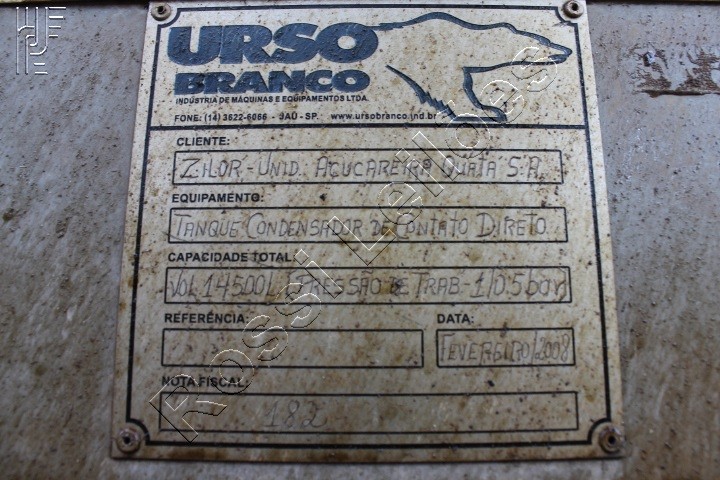 URSO
BRANCO
INDÚSTRIA DE MÁQUINAS E EQUIPAMENTOS LTDA.
FONE: (14) 3622-6066 - JAÚ - SP. www.ursobranco.ind.br
CLIENTE:
ZILOR - UNID. AÇUCAREIRA QUATA S.A.
EQUIPAMENTO:
TANQUE CONDENSADOR DE CONTATO DIRETO
CAPACIDADE TOTAL:
VOL 14500L / PRESSÃO DE TRAB - 1/0.5 bar
REFERÊNCIA: DATA:
FEVEREIRO/2008
NOTA FISCAL:
182
Rossi Leilões